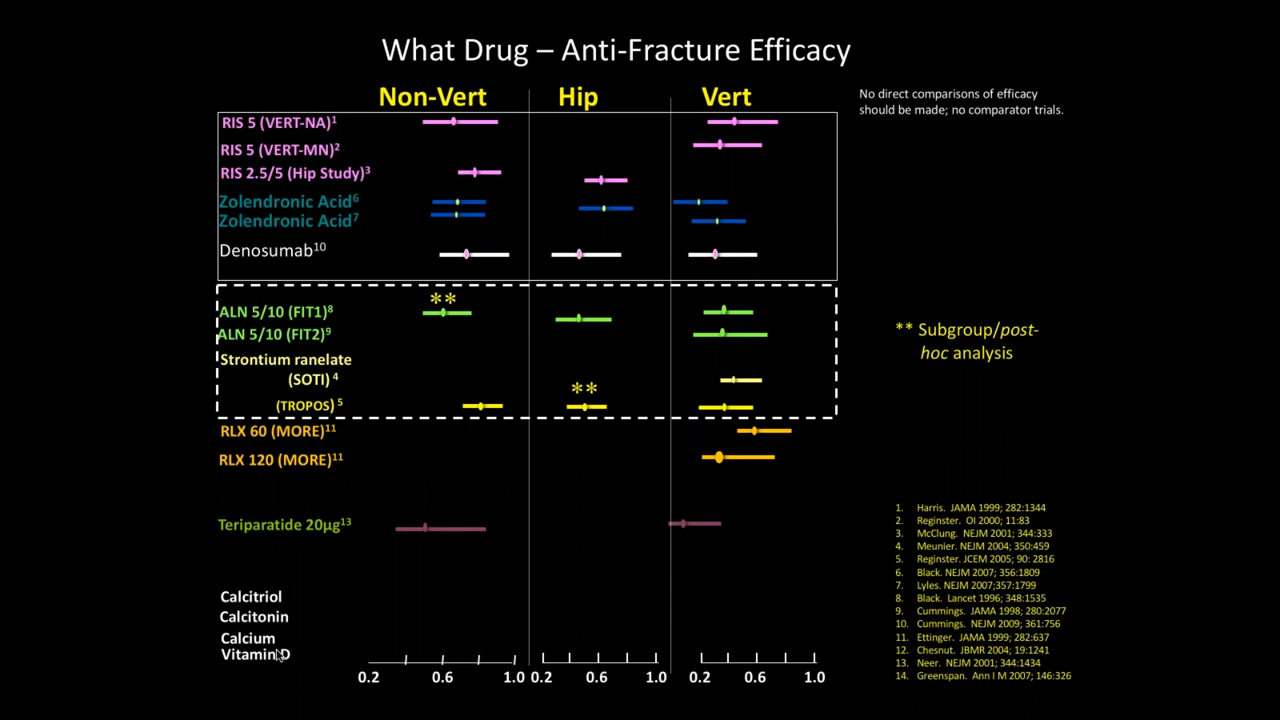 What Drug – Anti-Fracture Efficacy
Non-Vert Hip Vert
No direct comparisons of efficacy
should be made; no comparator trials.
RIS 5 (VERT-NA)¹
RIS 5 (VERT-MN)²
RIS 2.5/5 (Hip Study)³
Zolendronic Acid⁶
Zolendronic Acid⁷
Denosumab¹⁰
**
ALN 5/10 (FIT1)⁸
ALN 5/10 (FIT2)⁹
Strontium ranelate
(SOTI) ⁴
**
(TROPOS) ⁵
RLX 60 (MORE)¹¹
RLX 120 (MORE)¹¹
Teriparatide 20µg¹³
Calcitriol
Calcitonin
Calcium
Vitamin D
0.2 0.6 1.0 0.2 0.6 1.0 0.2 0.6 1.0
** Subgroup/post-
hoc analysis
1. Harris. JAMA 1999; 282:1344
2. Reginster. OI 2000; 11:83
3. McClung. NEJM 2001; 344:333
4. Meunier. NEJM 2004; 350:459
5. Reginster. JCEM 2005; 90: 2816
6. Black. NEJM 2007; 356:1809
7. Lyles. NEJM 2007;357:1799
8. Black. Lancet 1996; 348:1535
9. Cummings. JAMA 1998; 280:2077
10. Cummings. NEJM 2009; 361:756
11. Ettinger. JAMA 1999; 282:637
12. Chesnut. JBMR 2004; 19:1241
13. Neer. NEJM 2001; 344:1434
14. Greenspan. Ann I M 2007; 146:326